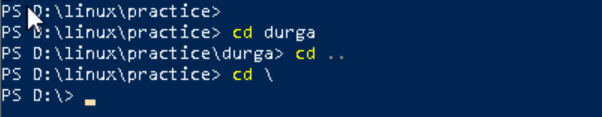 PS D:\linux\practice>
PS D:\linux\practice> cd durga
PS D:\linux\practice\durga> cd ..
PS D:\linux\practice> cd \
PS D:\>